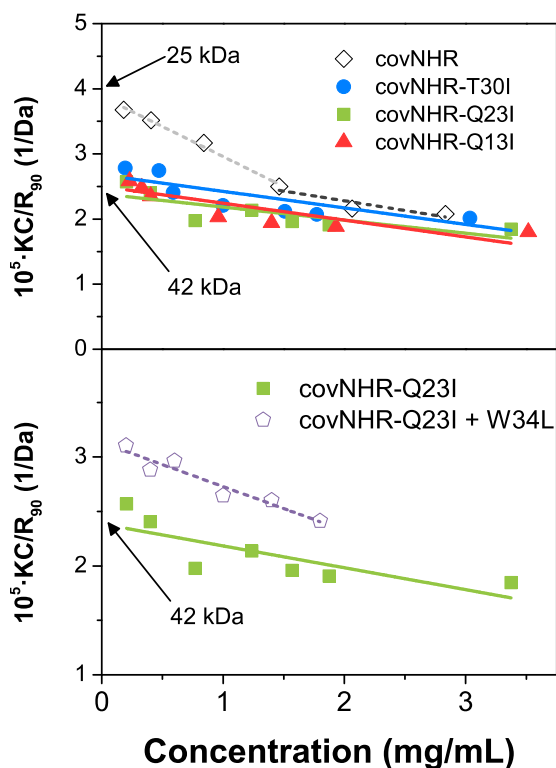 5
4
3
2
1
0
10⁵·KC/R₉₀ (1/Da)
25 kDa
42 kDa
covNHR
covNHR-T30I
covNHR-Q23I
covNHR-Q13I
3
2
1
10⁵·KC/R₉₀ (1/Da)
42 kDa
covNHR-Q23I
covNHR-Q23I + W34L
0
1
2
3
Concentration (mg/mL)